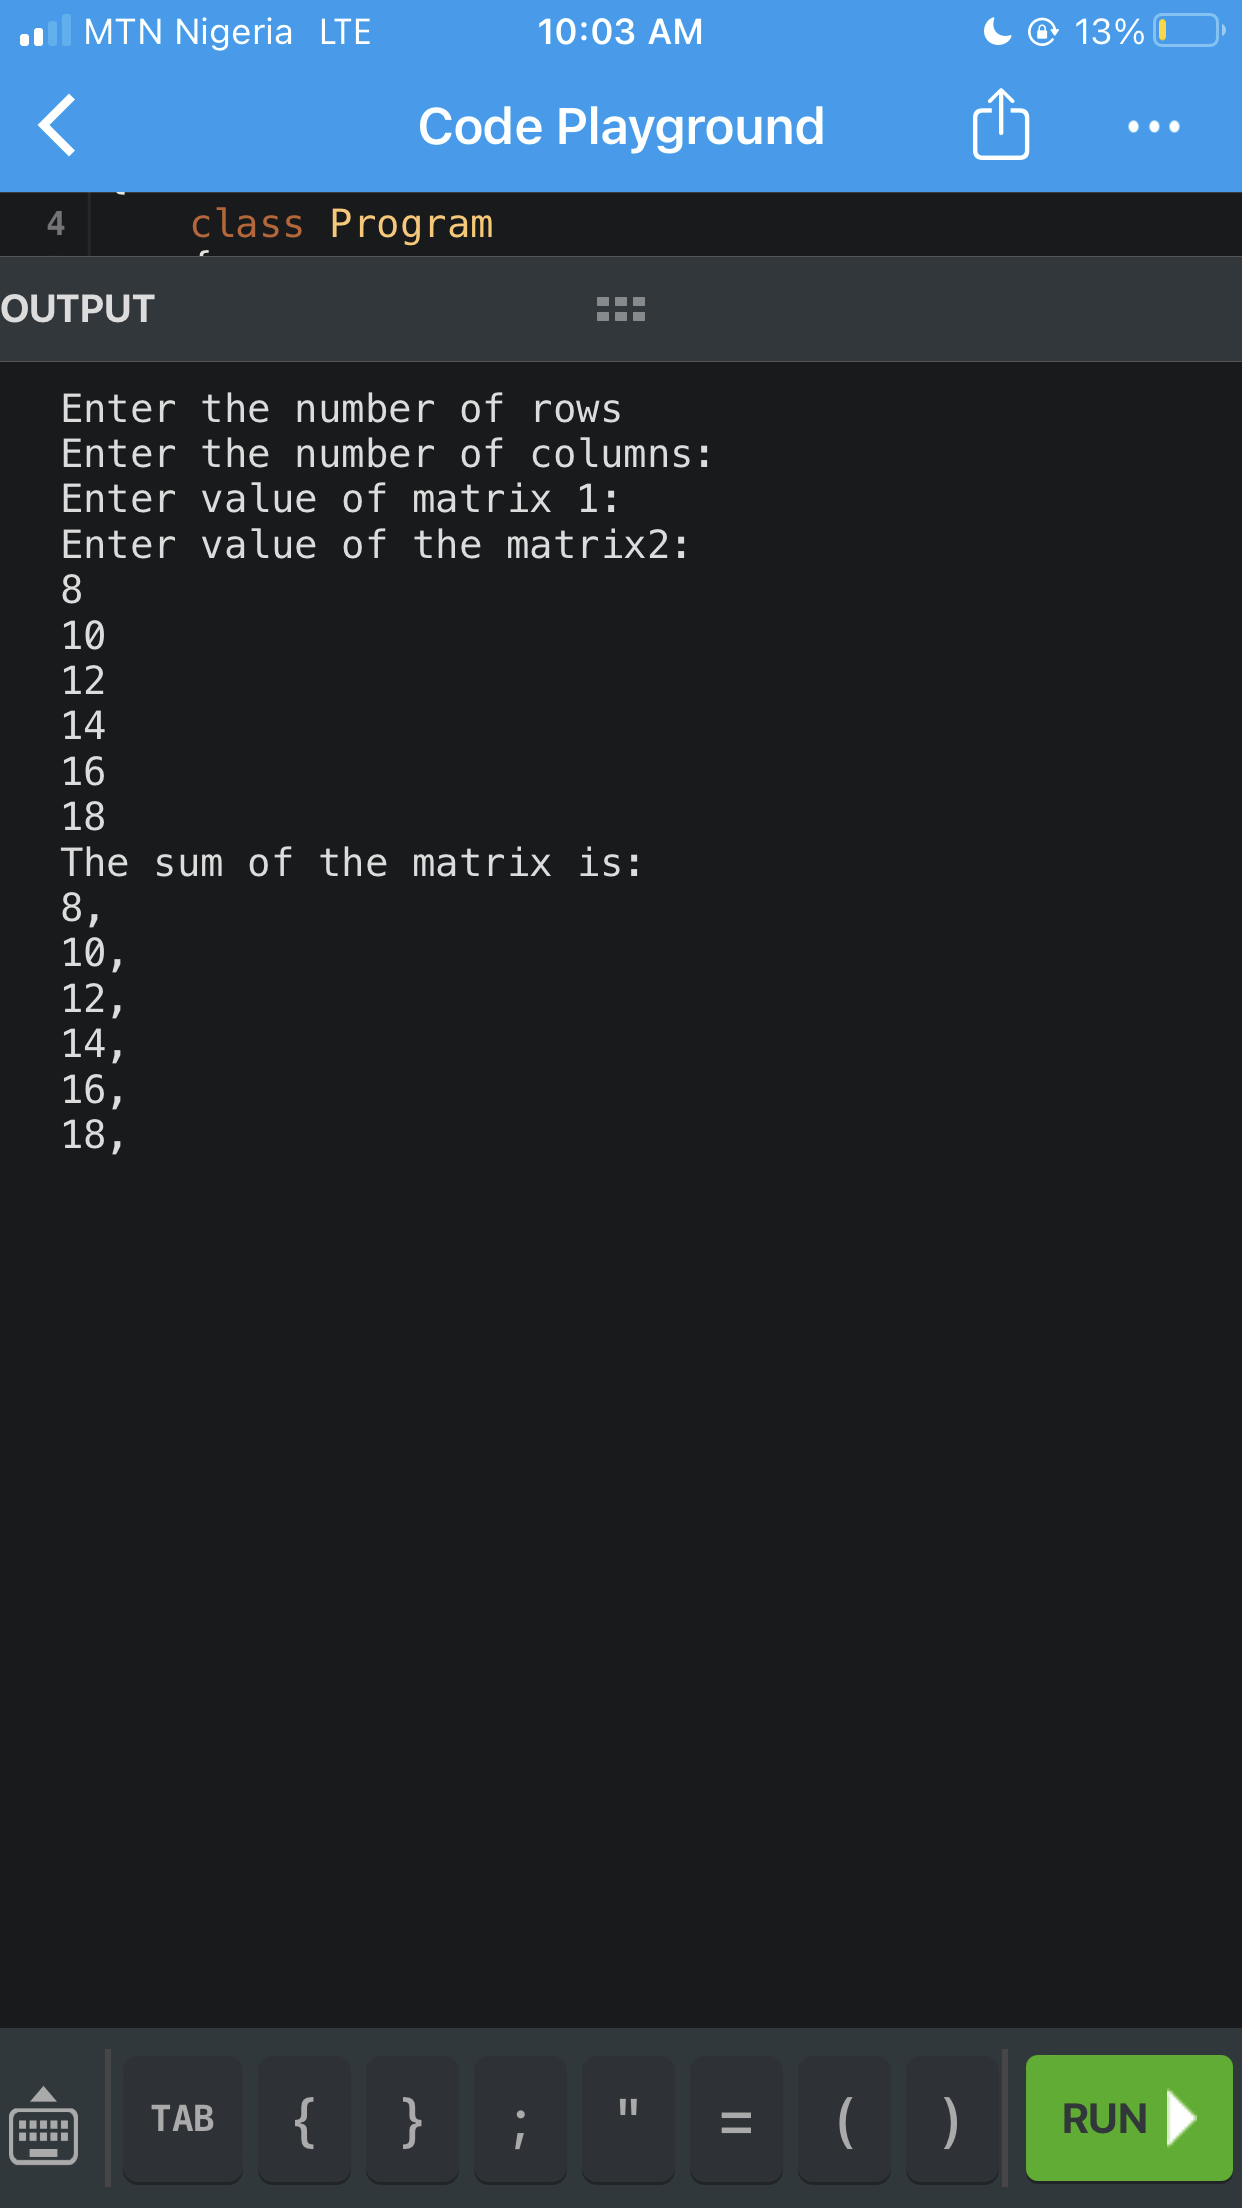 MTN Nigeria LTE 10:03 AM 13%
Code Playground
4 class Program
{
OUTPUT
Enter the number of rows
Enter the number of columns:
Enter value of matrix 1:
Enter value of the matrix2:
8
10
12
14
16
18
The sum of the matrix is:
8,
10,
12,
14,
16,
18,
TAB { } ; " = ( ) RUN